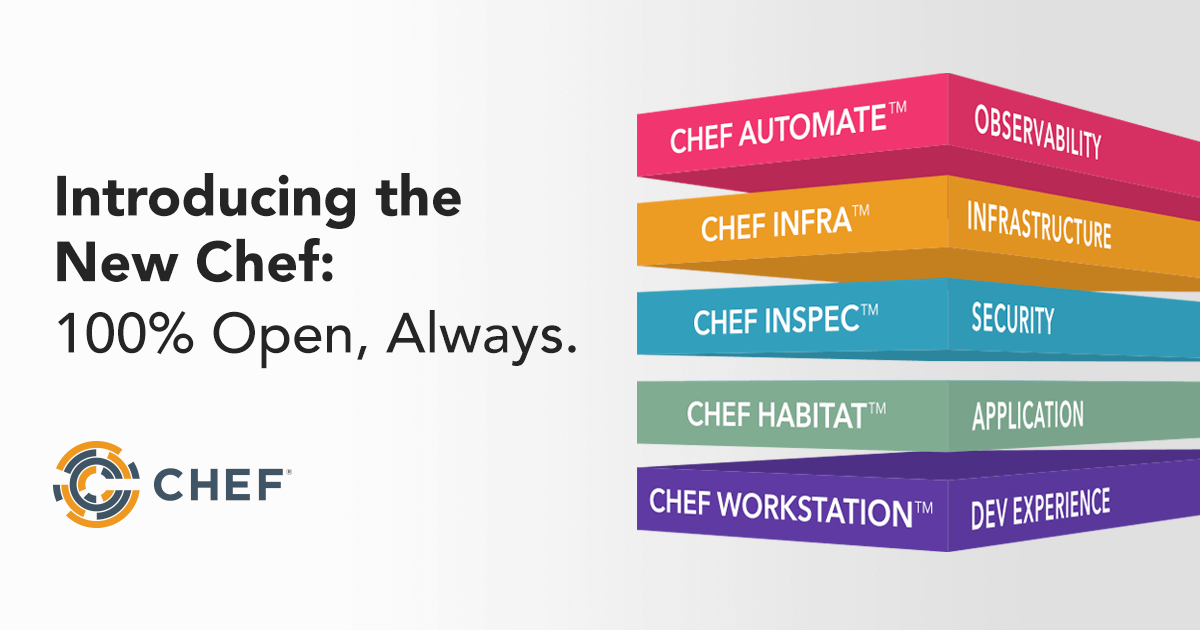 Introducing the
New Chef:
100% Open, Always.
CHEF®
CHEF AUTOMATE™ OBSERVABILITY
CHEF INFRA™ INFRASTRUCTURE
CHEF INSPEC™ SECURITY
CHEF HABITAT™ APPLICATION
CHEF WORKSTATION™ DEV EXPERIENCE